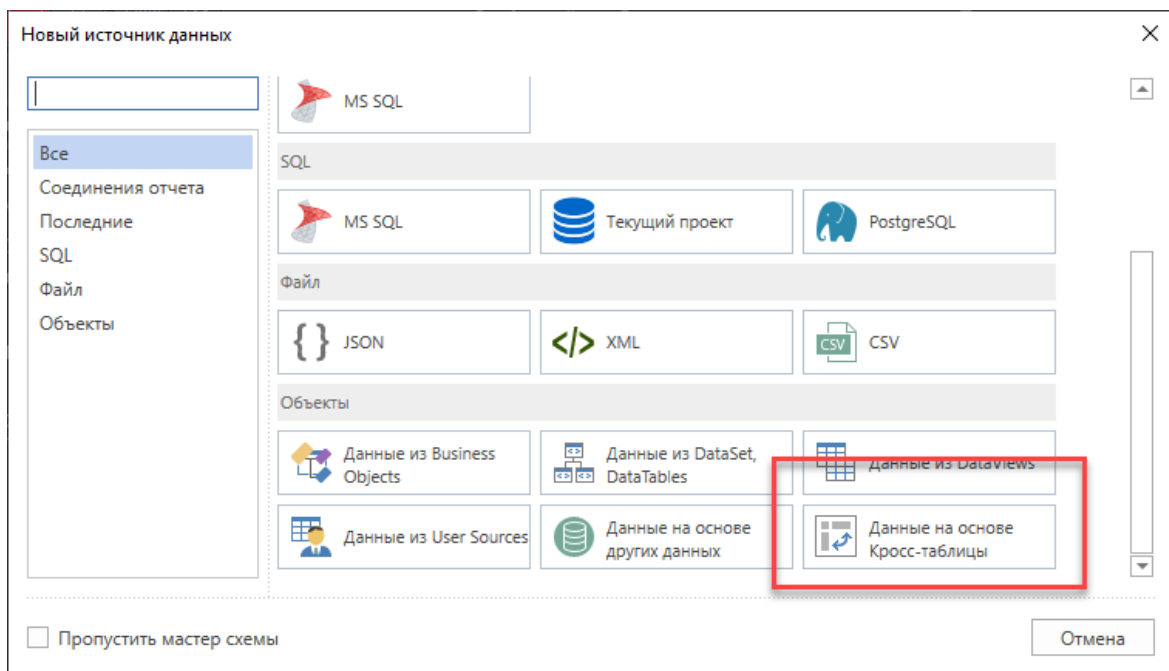 Новый источник данных
Все
Соединения отчета
Последние
SQL
Файл
Объекты
MS SQL
SQL
MS SQL
Текущий проект
PostgreSQL
Файл
{ } JSON
</> XML
CSV CSV
Объекты
Данные из Business
Objects
Данные из DataSet,
DataTables
Данные из DataViews
Данные из User Sources
Данные на основе
других данных
Данные на основе
Кросс-таблицы
Пропустить мастер схемы
Отмена